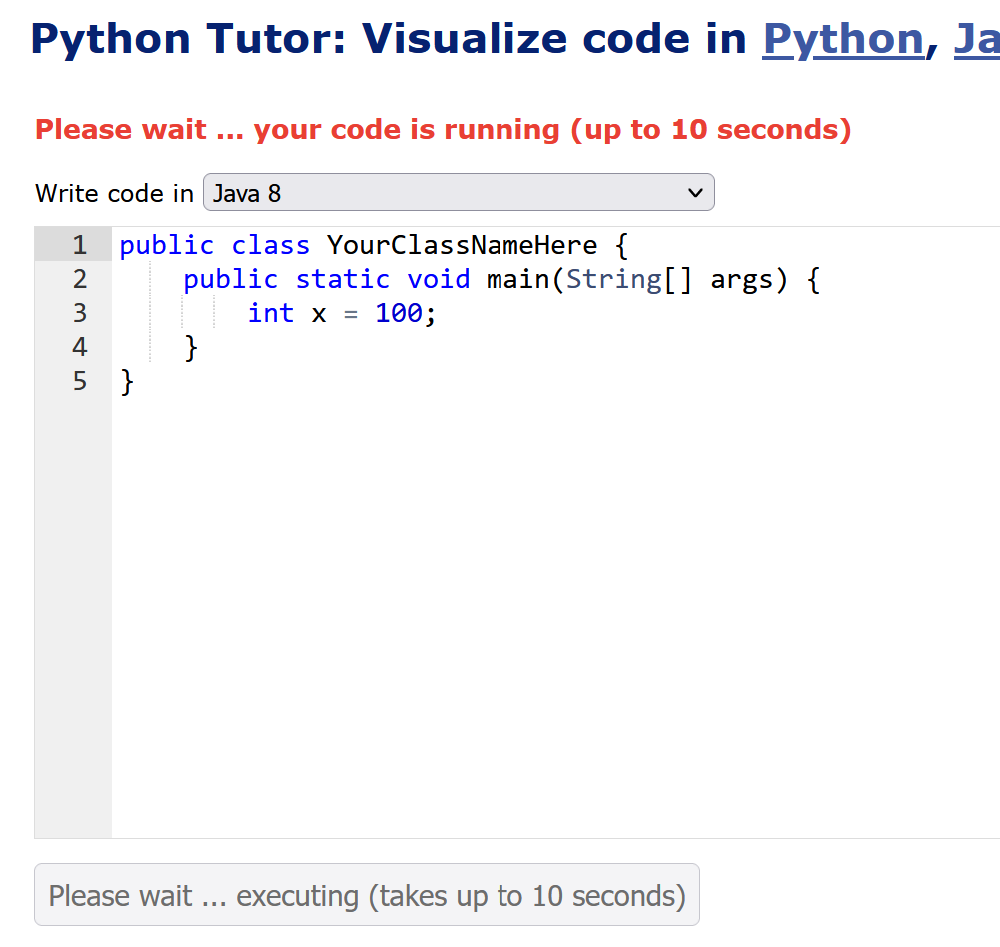 Python Tutor: Visualize code in Python, Ja
Please wait ... your code is running (up to 10 seconds)
Write code in Java 8
1 public class YourClassNameHere {
2     public static void main(String[] args) {
3         int x = 100;
4     }
5 }
Please wait ... executing (takes up to 10 seconds)